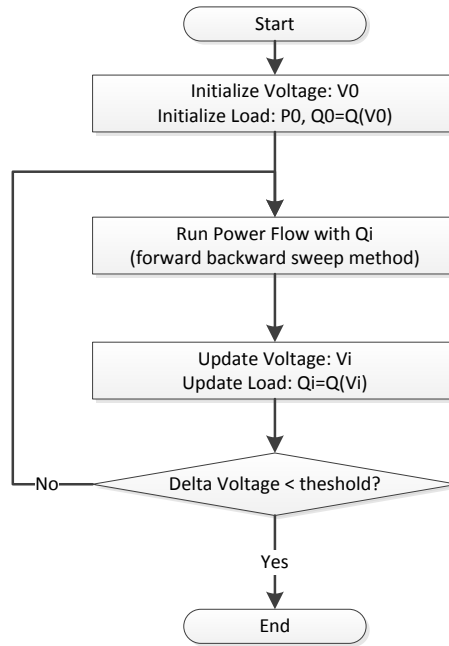 Start
Initialize Voltage: V0
Initialize Load: P0, Q0=Q(V0)
Run Power Flow with Qi
(forward backward sweep method)
Update Voltage: Vi
Update Load: Qi=Q(Vi)
Delta Voltage < theshold?
No
Yes
End